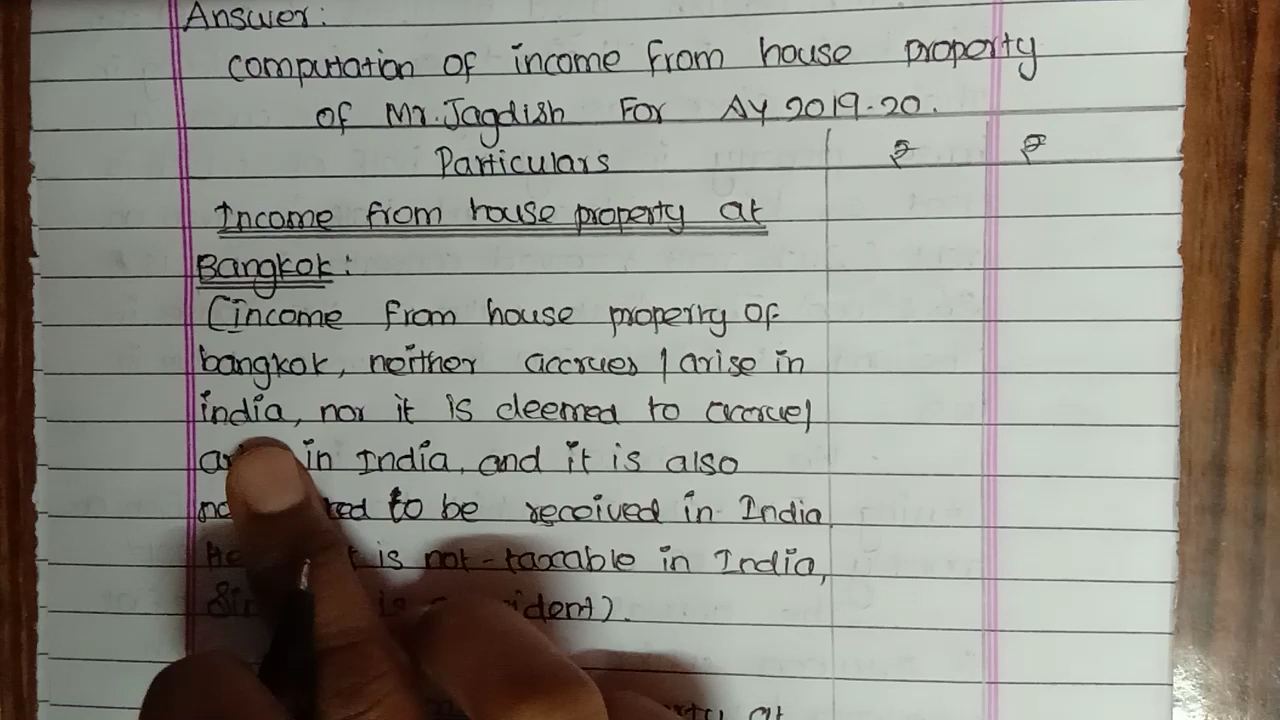 Answer:
computation of income from house property
of Mr. Jagdish For AY 2019-20.
Particulars ₹ ₹
Income from house property at
Bangkok:
(income from house property of
bangkok, neither accrues / arise in
india, nor it is deemed to accrue/
in India, and it is also
to be received in India
is not-taxable in India,
is
at